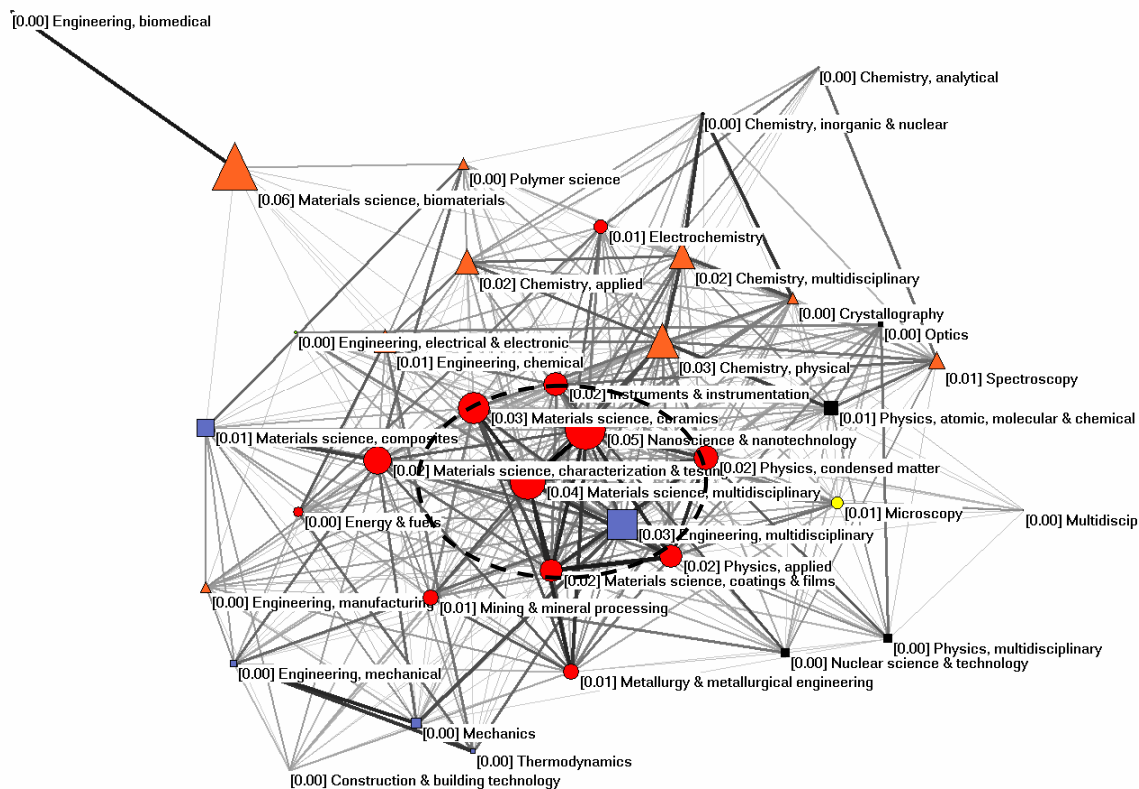 [0.00] Engineering, biomedical
[0.00] Chemistry, analytical
[0.00] Chemistry, inorganic & nuclear
[0.00] Polymer science
[0.06] Materials science, biomaterials
[0.01] Electrochemistry
[0.02] Chemistry, applied
[0.02] Chemistry, multidisciplinary
[0.00] Crystallography
[0.00] Optics
[0.00] Engineering, electrical & electronic
[0.01] Engineering, chemical
[0.03] Chemistry, physical
[0.01] Spectroscopy
[0.02] Instruments & instrumentation
[0.03] Materials science, ceramics
[0.01] Physics, atomic, molecular & chemical
[0.01] Materials science, composites
[0.05] Nanoscience & nanotechnology
[0.02] Materials science, characterization & testing
[0.02] Physics, condensed matter
[0.04] Materials science, multidisciplinary
[0.01] Microscopy
[0.00] Multidiscip
[0.00] Energy & fuels
[0.03] Engineering, multidisciplinary
[0.02] Physics, applied
[0.02] Materials science, coatings & films
[0.00] Engineering, manufacturing
[0.01] Mining & mineral processing
[0.00] Physics, multidisciplinary
[0.00] Nuclear science & technology
[0.00] Engineering, mechanical
[0.01] Metallurgy & metallurgical engineering
[0.00] Mechanics
[0.00] Thermodynamics
[0.00] Construction & building technology